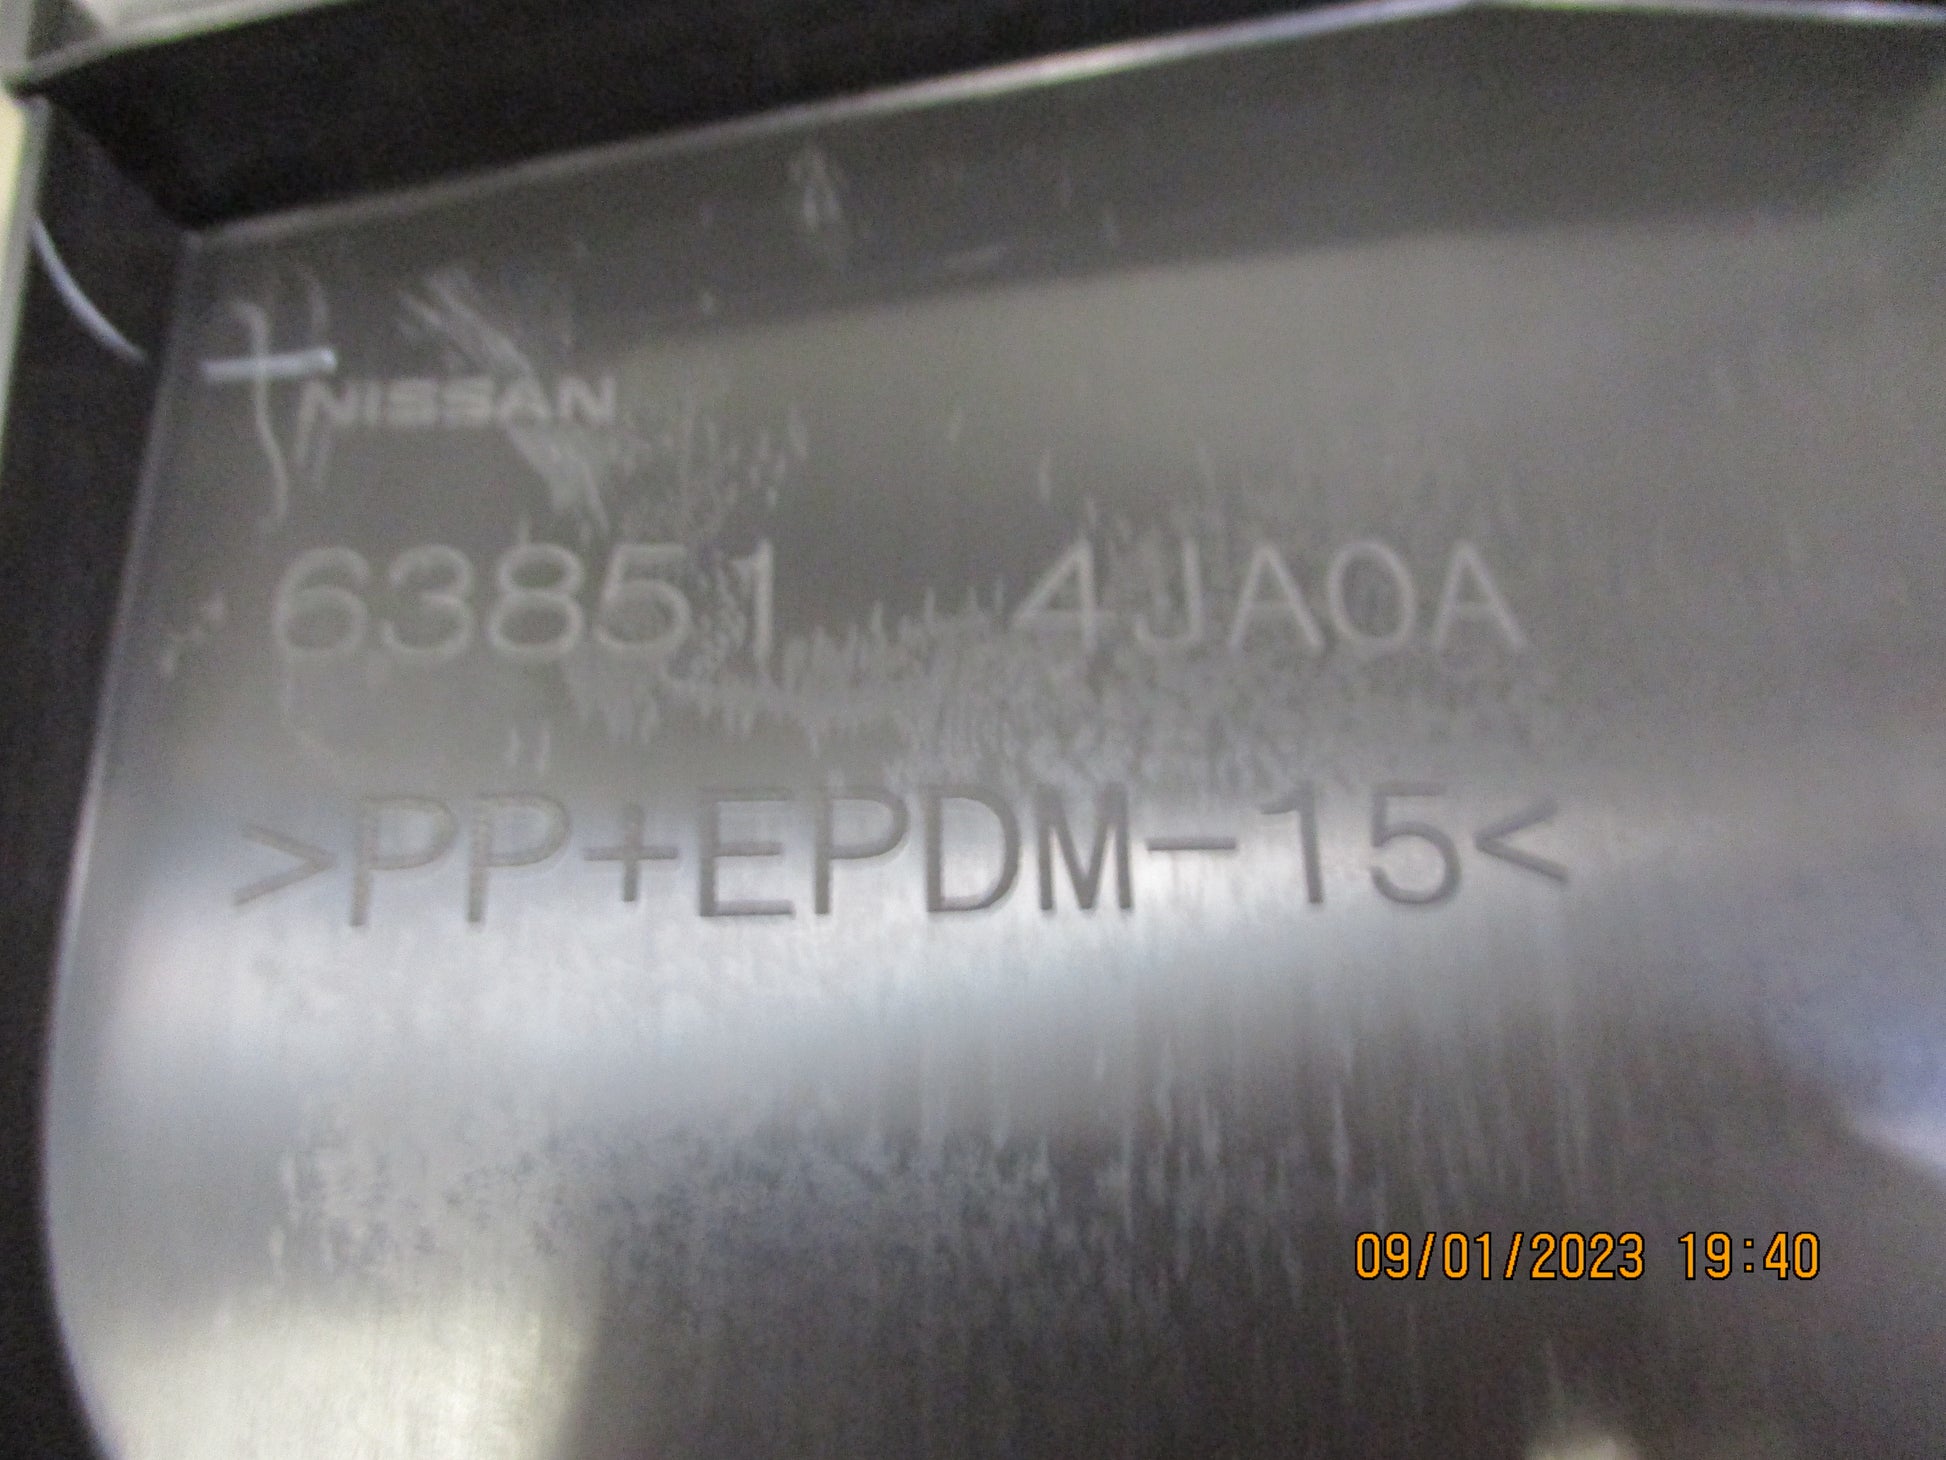 NISSAN
63851 4JA0A
>PP+EPDM-15<
09/01/2023 19:40